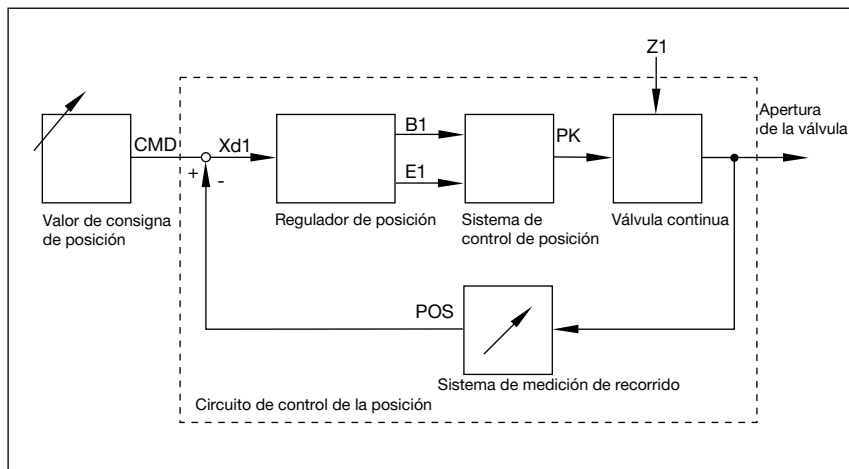 Z1
Apertura
de la válvula
CMD
Xd1
B1
PK
+
-
E1
Valor de consigna
de posición
Regulador de posición
Sistema de
control de posición
Válvula continua
POS
Sistema de medición de recorrido
Circuito de control de la posición